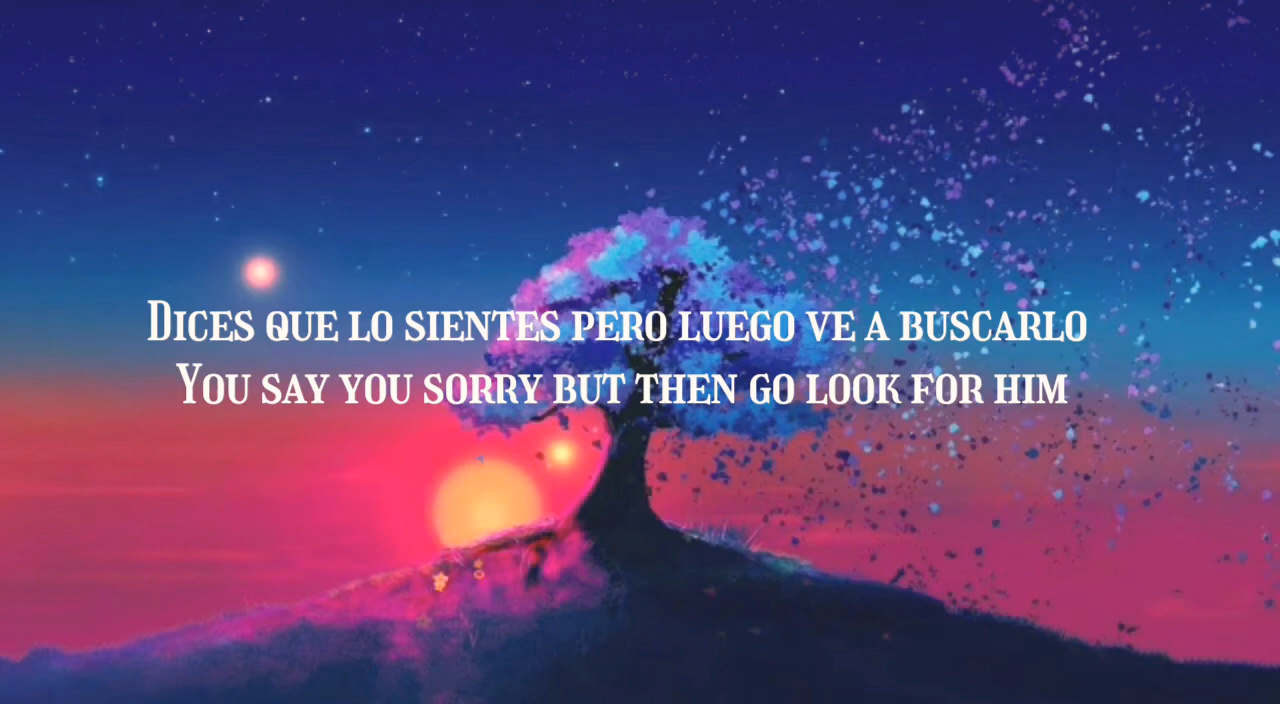 Dices que lo sientes pero luego ve a buscarlo
You say you sorry but then go look for him